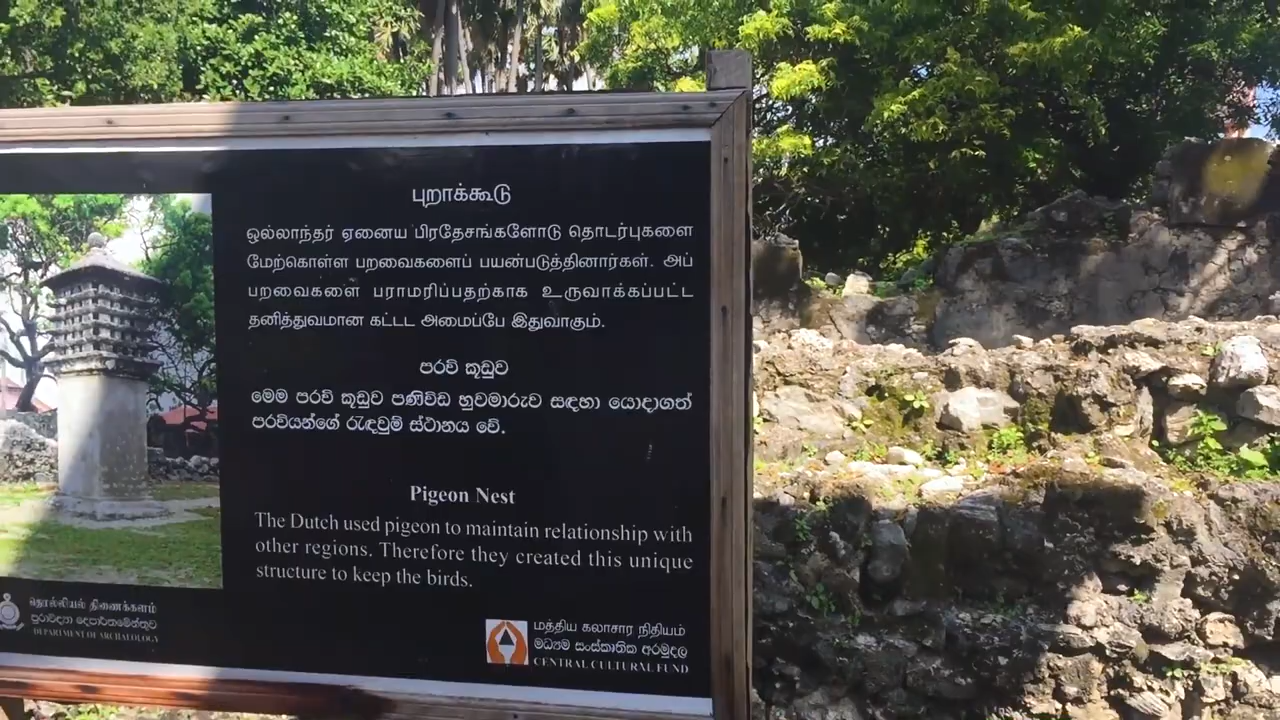 புறாக்கூடு
ஒல்லாந்தர் ஏனைய பிரதேசங்களோடு தொடர்புகளை
மேற்கொள்ள பறவைகளைப் பயன்படுத்தினார்கள். அப்
பறவைகளை பராமரிப்பதற்காக உருவாக்கப்பட்ட
தனித்துவமான கட்டட அமைப்பே இதுவாகும்.
පරවි කූඩුව
මෙම පරවි කූඩුව පණිවිඩ හුවමාරුව සඳහා යොදාගත්
පරවියන්ගේ රැඳවුම් ස්ථානය වේ.
Pigeon Nest
The Dutch used pigeon to maintain relationship with
other regions. Therefore they created this unique
structure to keep the birds.
தொல்லியல் திணைக்களம்
පුරාවිද්‍යා දෙපාර්තමේන්තුව
DEPARTMENT OF ARCHAEOLOGY
மத்திய கலாசார நிதியம்
මධ්‍යම සංස්කෘතික අරමුදල
CENTRAL CULTURAL FUND